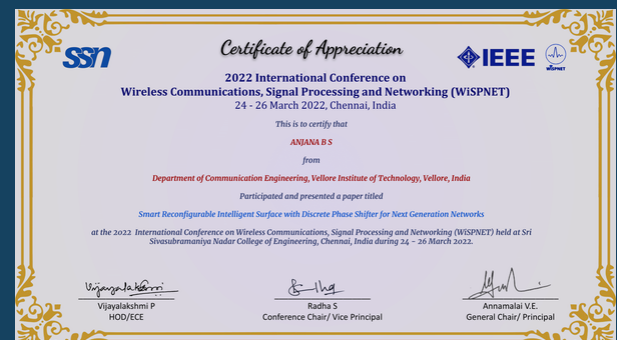 ssn
Certificate of Appreciation
IEEE
WiSPNET
2022 International Conference on
Wireless Communications, Signal Processing and Networking (WiSPNET)
24 - 26 March 2022, Chennai, India
This is to certify that
ANJANA B S
from
Department of Communication Engineering, Vellore Institute of Technology, Vellore, India
Participated and presented a paper titled
Smart Reconfigurable Intelligent Surface with Discrete Phase Shifter for Next Generation Networks
at the 2022 International Conference on Wireless Communications, Signal Processing and Networking (WiSPNET) held at Sri
Sivasubramaniya Nadar College of Engineering, Chennai, India during 24 - 26 March 2022.
Vijayalakshmi P
HOD/ECE
Radha S
Conference Chair/ Vice Principal
Annamalai V.E.
General Chair/ Principal